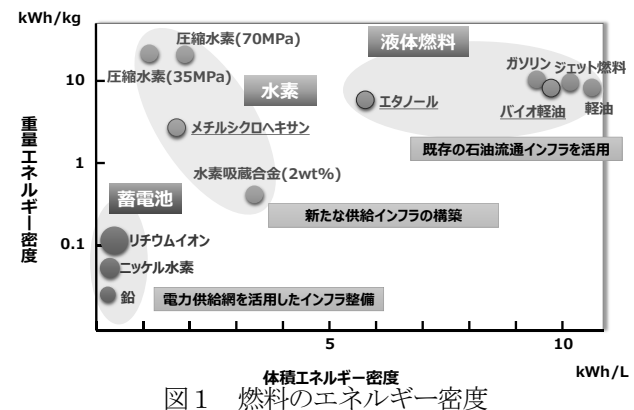 kWh/kg
圧縮水素(70MPa)
液体燃料
ガソリン
ジェット燃料
圧縮水素(35MPa)
10
水素
エタノール
バイオ軽油
軽油
メチルシクロヘキサン
既存の石油流通インフラを活用
重量エネルギー密度
1
水素吸蔵合金(2wt%)
蓄電池
新たな供給インフラの構築
0.1
リチウムイオン
ニッケル水素
鉛
電力供給網を活用したインフラ整備
5
10
体積エネルギー密度
kWh/L
図１　燃料のエネルギー密度